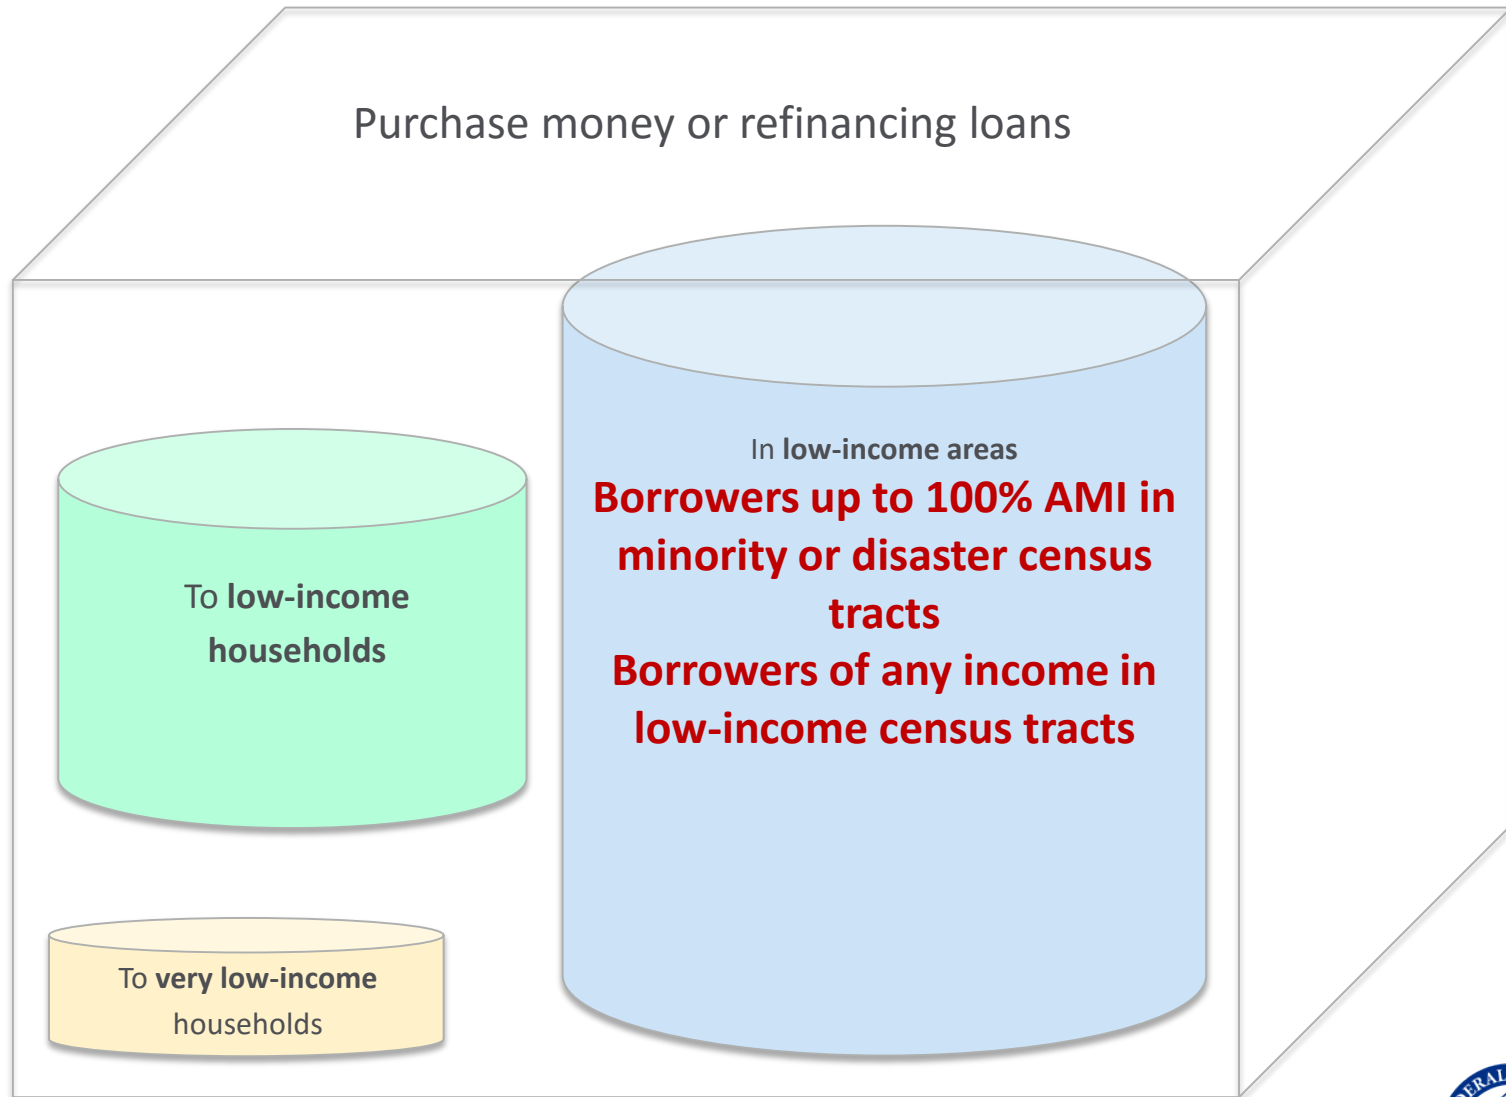 Purchase money or refinancing loans
In low-income areas
Borrowers up to 100% AMI in
minority or disaster census
tracts
Borrowers of any income in
low-income census tracts
To low-income
households
To very low-income
households